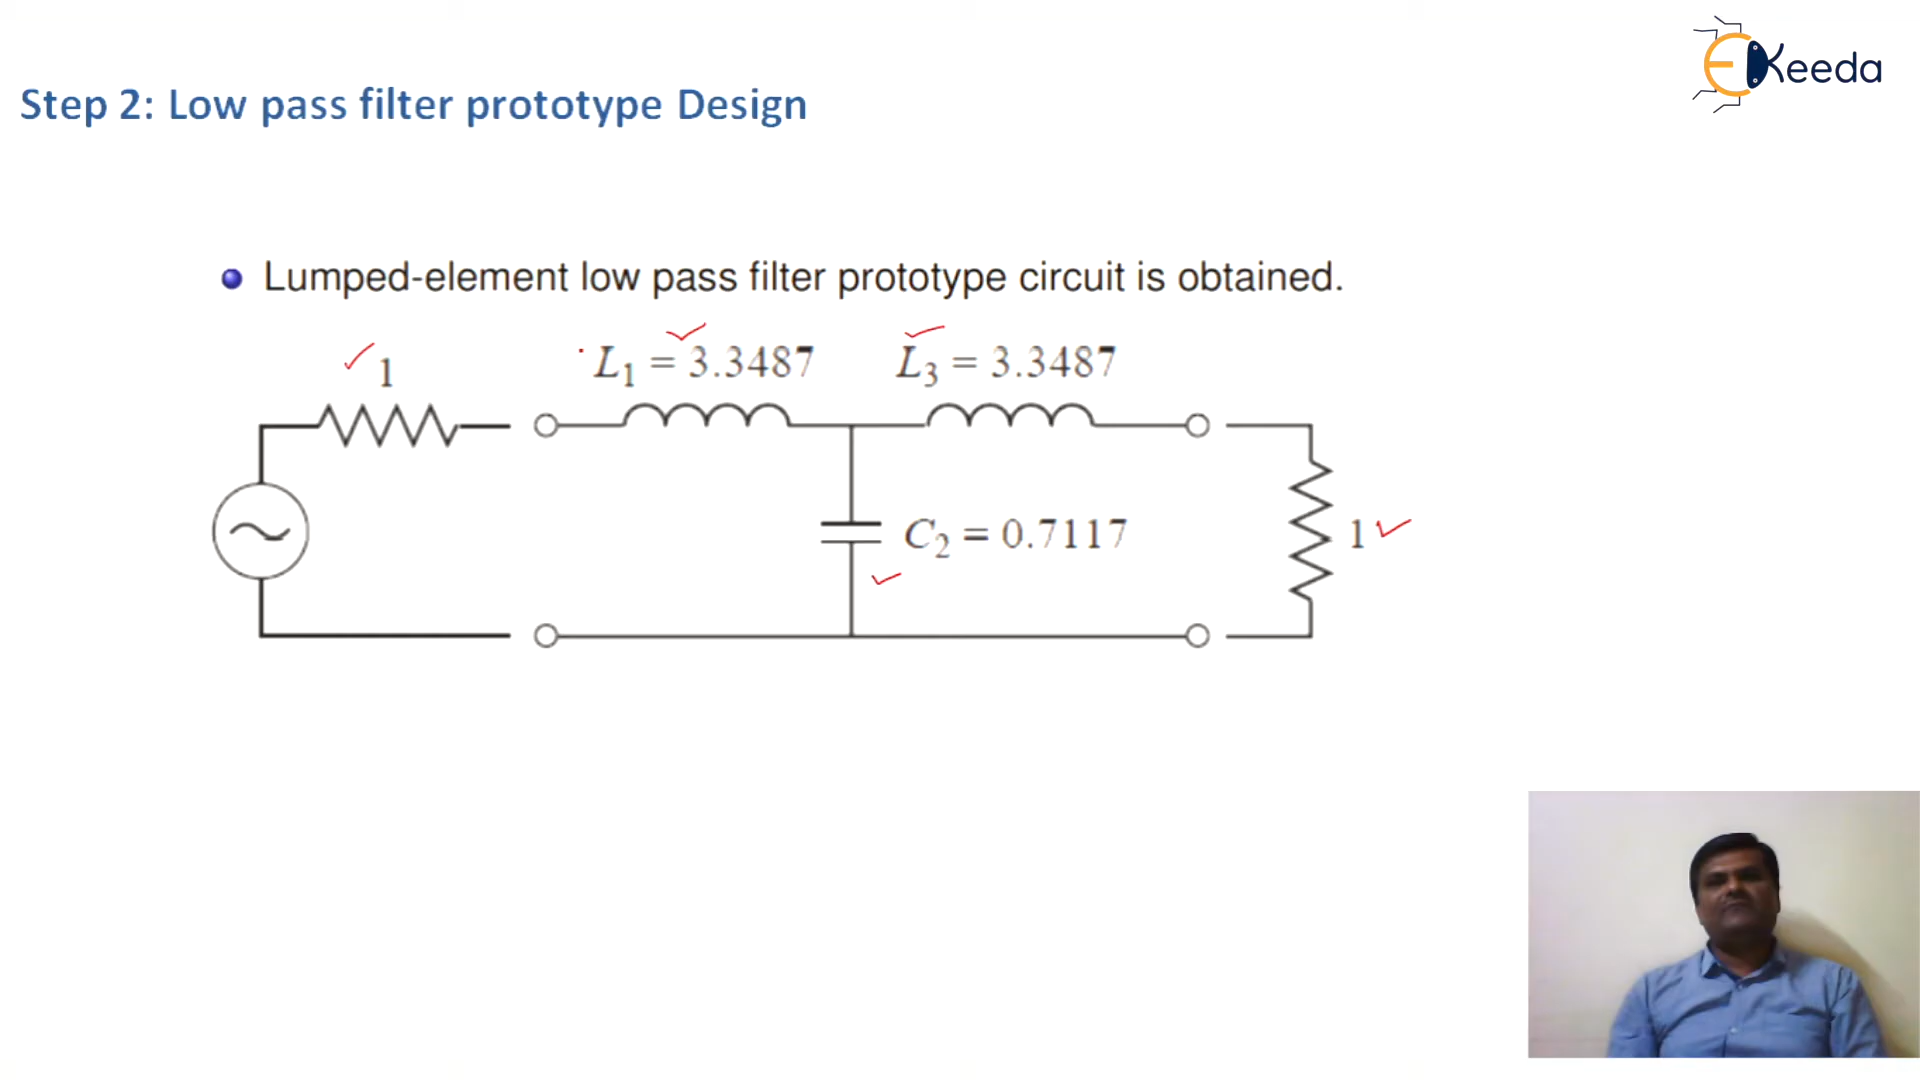 EKeeda
Step 2: Low pass filter prototype Design
Lumped-element low pass filter prototype circuit is obtained.
1
L₁ = 3.3487
L₃ = 3.3487
C₂ = 0.7117
1